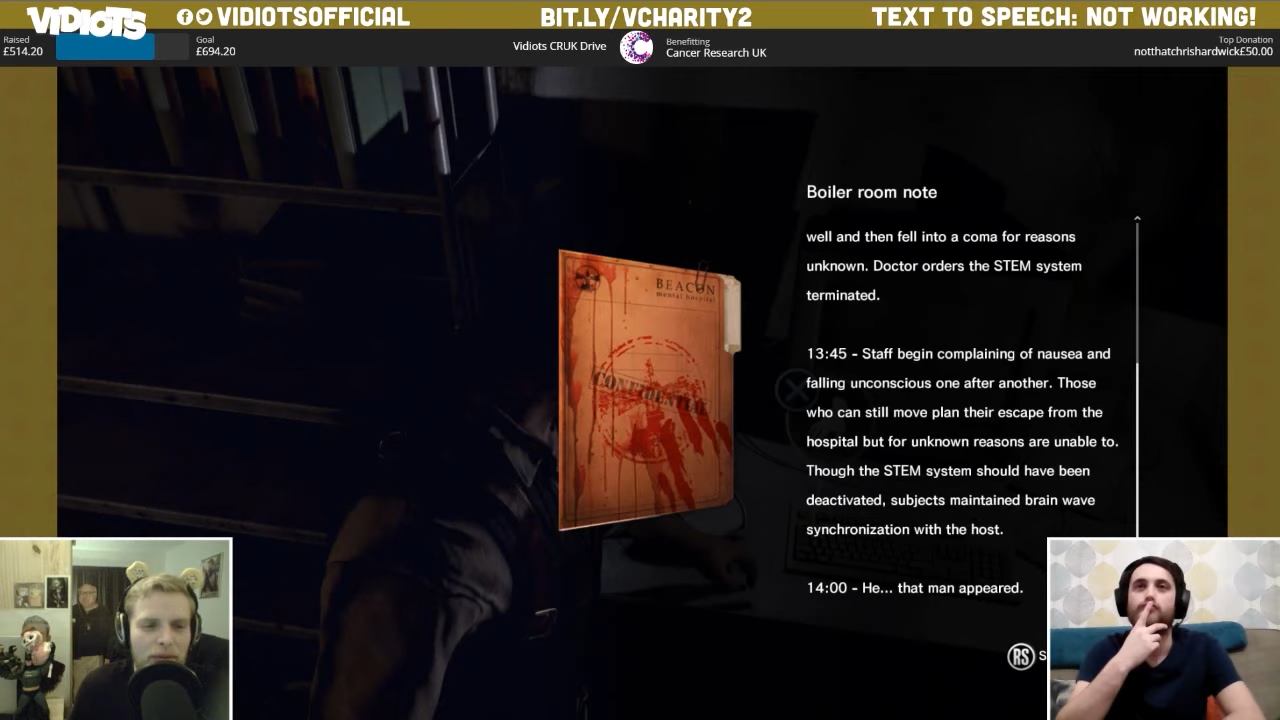 VIDIOTS
VIDIOTSOFFICIAL
BIT.LY/VCHARITY2
TEXT TO SPEECH: NOT WORKING!
Raised
£514.20
Goal
£694.20
Vidiots CRUK Drive
Benefitting
Cancer Research UK
Top Donation
notthatchrishardwick£50.00
Boiler room note
well and then fell into a coma for reasons
unknown. Doctor orders the STEM system
terminated.
13:45 - Staff begin complaining of nausea and
falling unconscious one after another. Those
who can still move plan their escape from the
hospital but for unknown reasons are unable to.
Though the STEM system should have been
deactivated, subjects maintained brain wave
synchronization with the host.
14:00 - He... that man appeared.
BEACON
mental hospital
CONFIDENTIAL
RS S